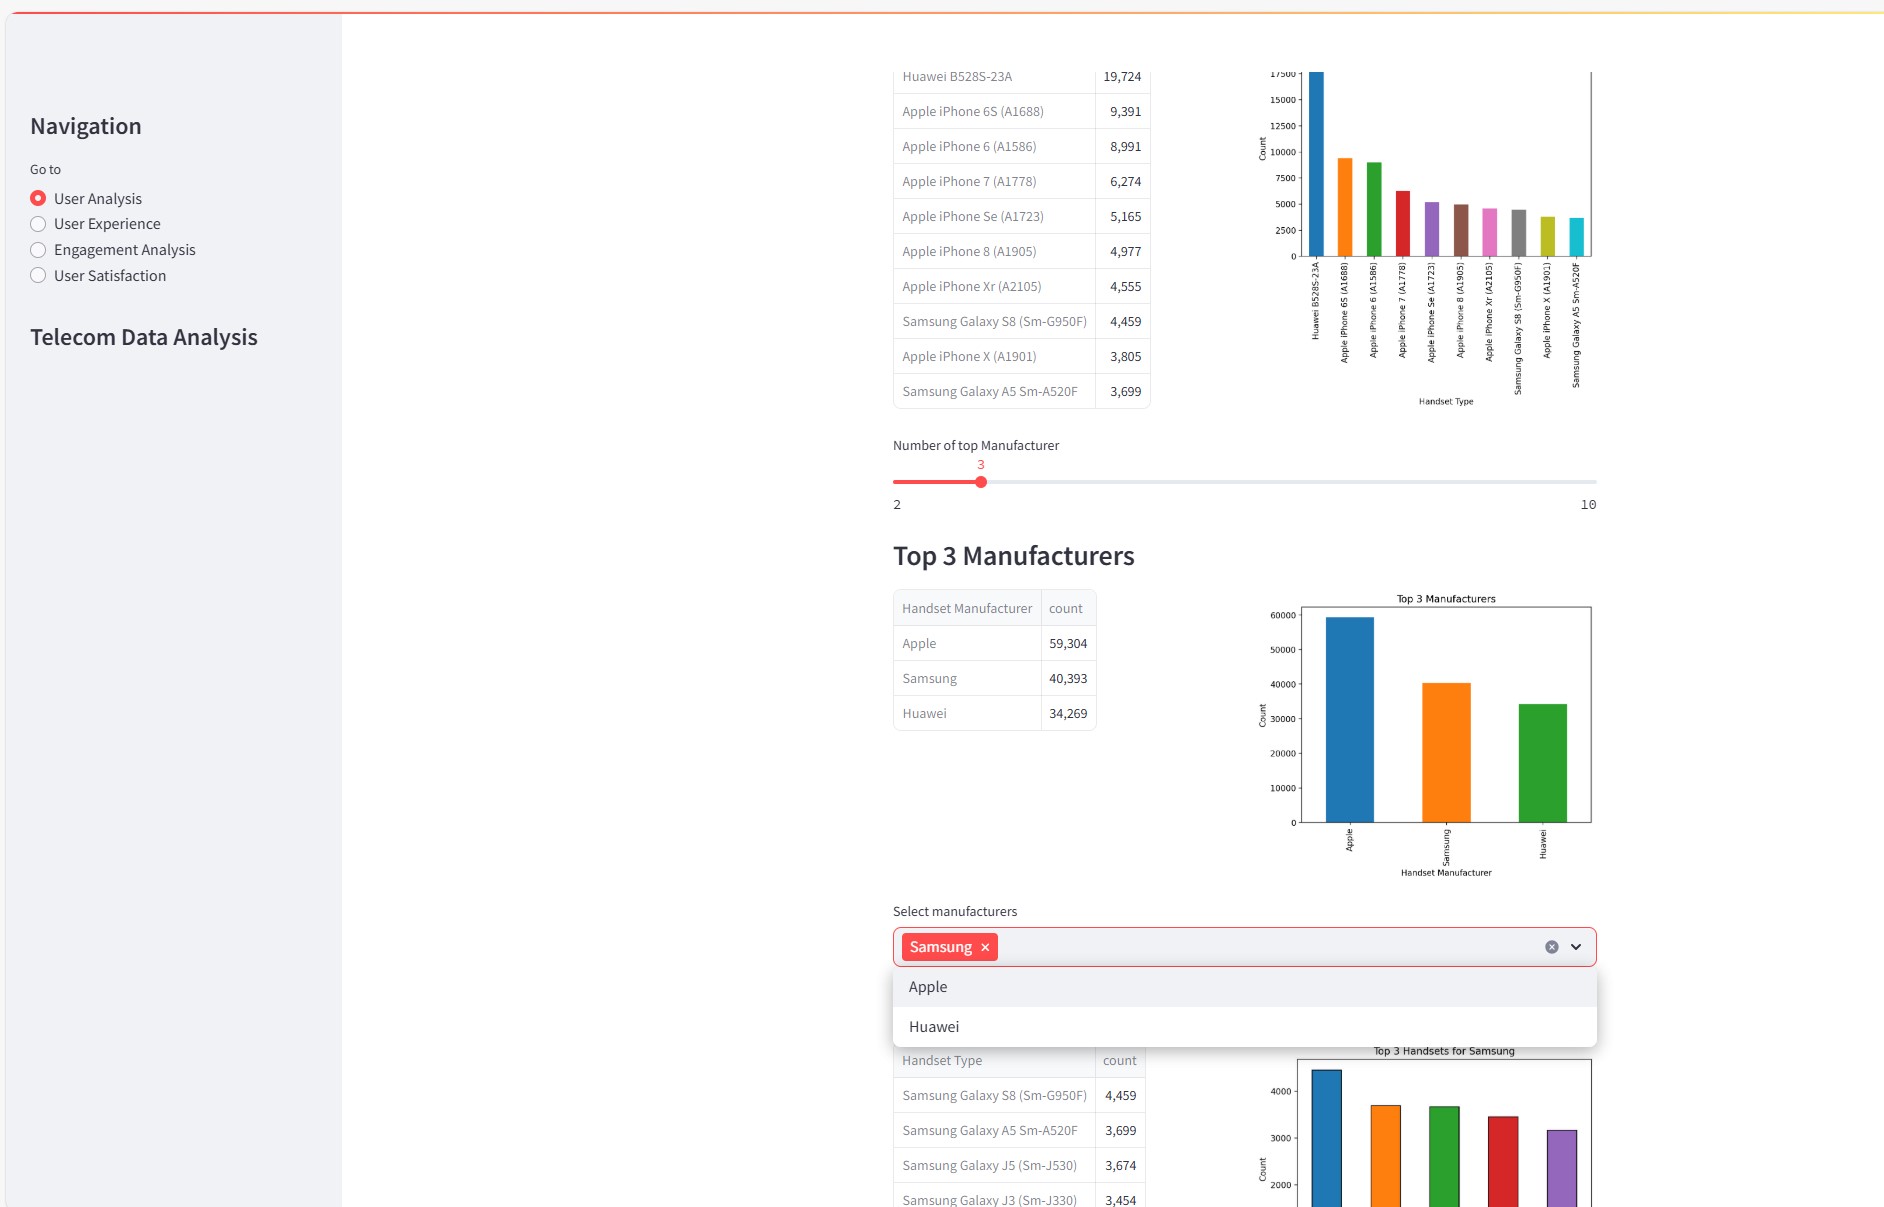 Navigation
Go to
User Analysis
User Experience
Engagement Analysis
User Satisfaction
Telecom Data Analysis
Huawei B528S-23A 19,724
Apple iPhone 6S (A1688) 9,391
Apple iPhone 6 (A1586) 8,991
Apple iPhone 7 (A1778) 6,274
Apple iPhone Se (A1723) 5,165
Apple iPhone 8 (A1905) 4,977
Apple iPhone Xr (A2105) 4,555
Samsung Galaxy S8 (Sm-G950F) 4,459
Apple iPhone X (A1901) 3,805
Samsung Galaxy A5 Sm-A520F 3,699
17500
15000
12500
10000
7500
5000
2500
0
Count
Huawei B528S-23A
Apple iPhone 6S (A1688)
Apple iPhone 6 (A1586)
Apple iPhone 7 (A1778)
Apple iPhone Se (A1723)
Apple iPhone 8 (A1905)
Apple iPhone Xr (A2105)
Samsung Galaxy S8 (Sm-G950F)
Apple iPhone X (A1901)
Samsung Galaxy A5 Sm-A520F
Handset Type
Number of top Manufacturer
3
2 10
Top 3 Manufacturers
Handset Manufacturer count
Apple 59,304
Samsung 40,393
Huawei 34,269
Top 3 Manufacturers
60000
50000
40000
30000
20000
10000
0
Count
Apple
Samsung
Huawei
Handset Manufacturer
Select manufacturers
Samsung
Apple
Huawei
Handset Type count
Samsung Galaxy S8 (Sm-G950F) 4,459
Samsung Galaxy A5 Sm-A520F 3,699
Samsung Galaxy J5 (Sm-J530) 3,674
Samsung Galaxy J3 (Sm-J330) 3,454
Top 3 Handsets for Samsung
4000
3000
2000
Count